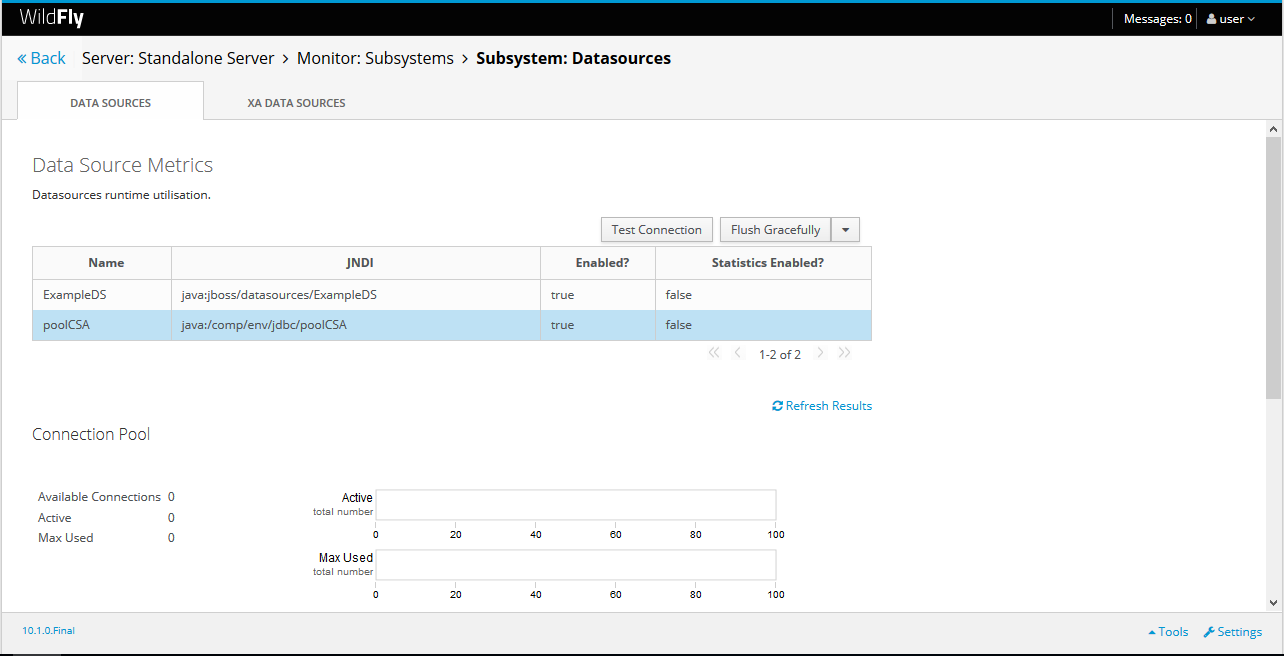 WildFly
Messages: 0 user
« Back Server: Standalone Server > Monitor: Subsystems > Subsystem: Datasources
DATA SOURCES XA DATA SOURCES
Data Source Metrics
Datasources runtime utilisation.
Test Connection Flush Gracefully
Name JNDI Enabled? Statistics Enabled?
ExampleDS java:jboss/datasources/ExampleDS true false
poolCSA java:/comp/env/jdbc/poolCSA true false
1-2 of 2
Refresh Results
Connection Pool
Available Connections 0
Active 0
Max Used 0
Active
total number
0 20 40 60 80 100
Max Used
total number
0 20 40 60 80 100
10.1.0.Final Tools Settings